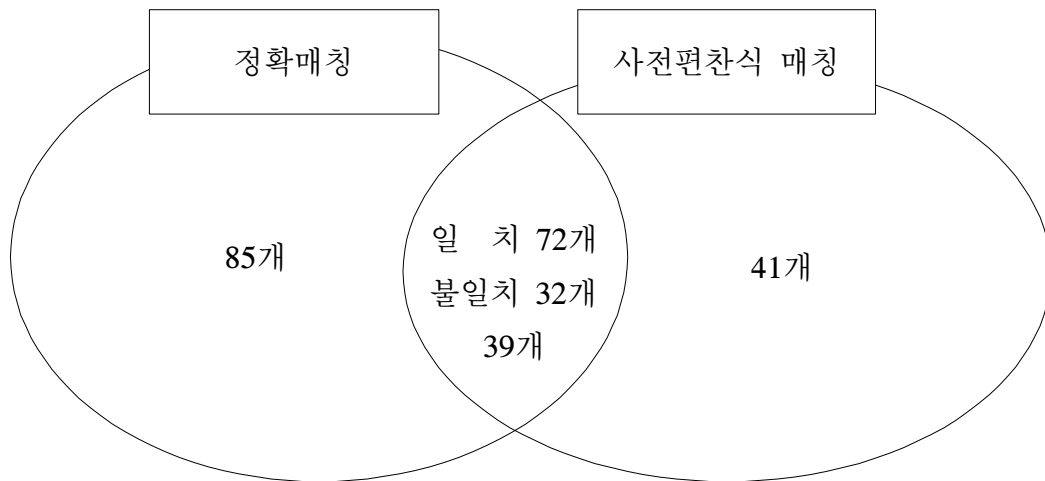 정확매칭
사전편찬식 매칭
85개
일 치 72개
불일치 32개
39개
41개